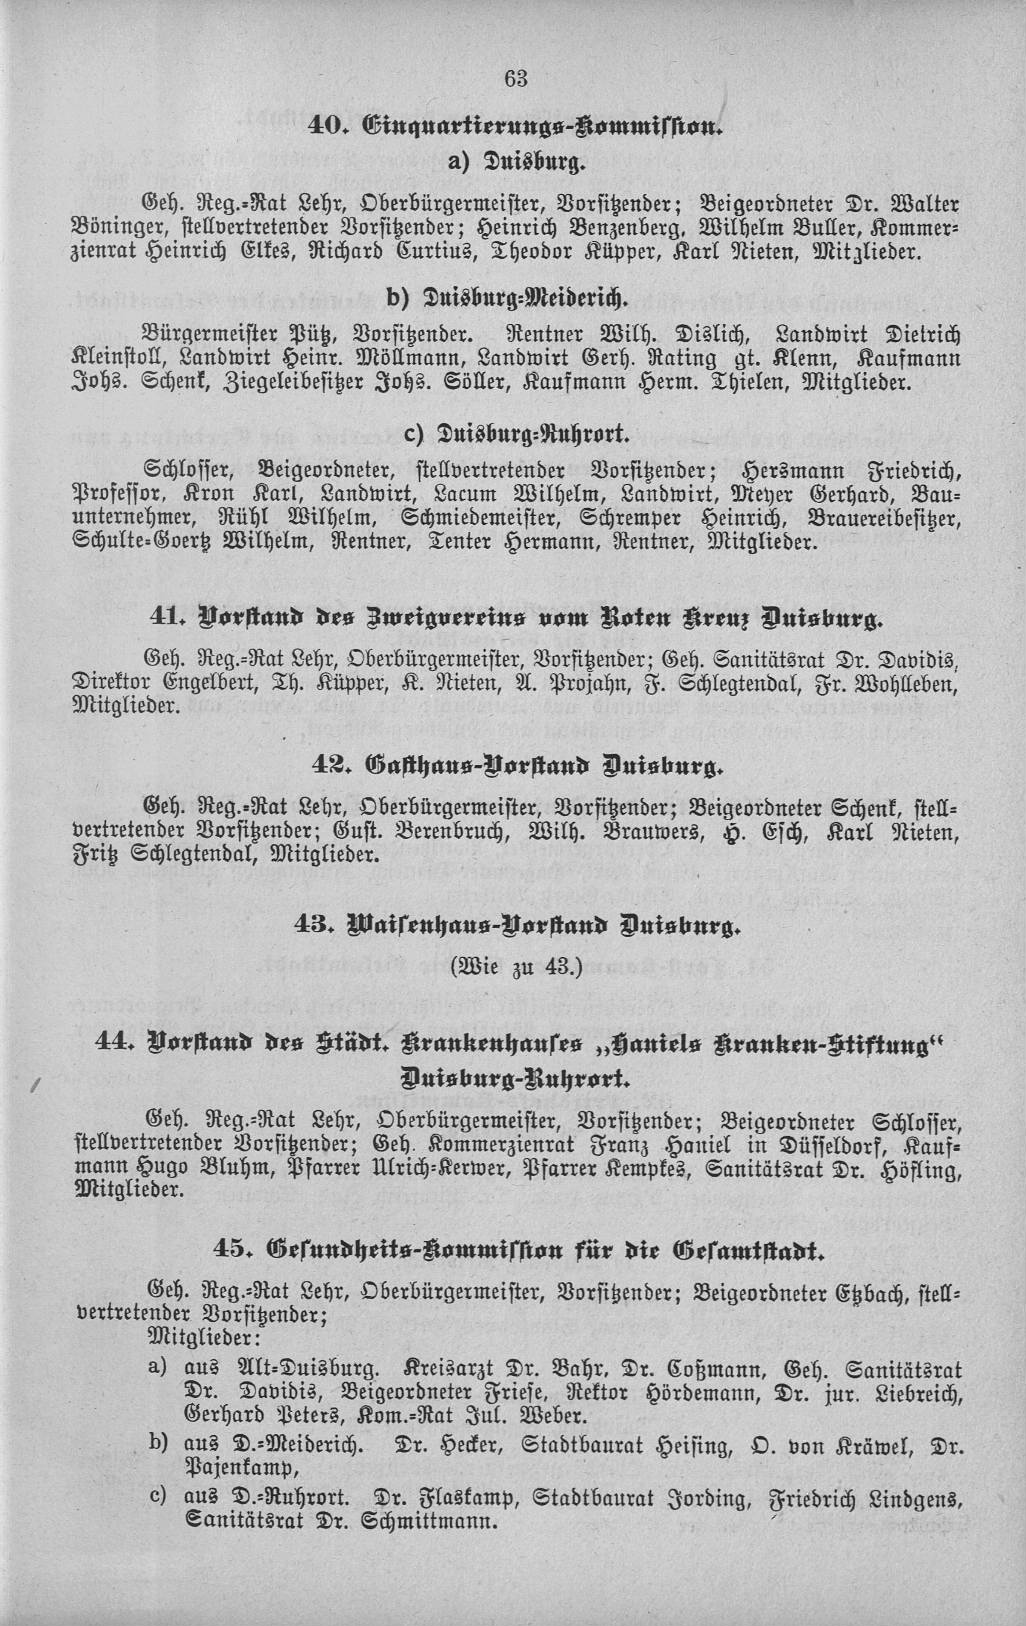 63
40. Einquartierungs-Kommission.
a) Duisburg.
Geh. Reg.-Rat Lehr, Oberbürgermeister, Vorsitzender; Beigeordneter Dr. Walter
Böninger, stellvertretender Vorsitzender; Heinrich Benzenberg, Wilhelm Buller, Kommer-
zienrat Heinrich Elkes, Richard Curtius, Theodor Küpper, Karl Nieten, Mitglieder.
b) Duisburg-Meiderich.
Bürgermeister Pütz, Vorsitzender. Rentner Wilh. Dislich, Landwirt Dietrich
Kleinstoll, Landwirt Heinr. Möllmann, Landwirt Gerh. Rating gt. Klenn, Kaufmann
Johs. Schenk, Ziegeleibesitzer Johs. Söller, Kaufmann Herm. Thielen, Mitglieder.
c) Duisburg-Ruhrort.
Schlosser, Beigeordneter, stellvertretender Vorsitzender; Hersmann Friedrich,
Professor, Kron Karl, Landwirt, Lacum Wilhelm, Landwirt, Meyer Gerhard, Bau-
unternehmer, Rühl Wilhelm, Schmiedemeister, Schremper Heinrich, Brauereibesitzer,
Schulte-Goertz Wilhelm, Rentner, Tenter Hermann, Rentner, Mitglieder.
41. Vorstand des Zweigvereins vom Roten Kreuz Duisburg.
Geh. Reg.-Rat Lehr, Oberbürgermeister, Vorsitzender; Geh. Sanitätsrat Dr. Davidis,
Direktor Engelbert, Th. Küpper, K. Nieten, A. Projahn, F. Schlegtendal, Fr. Wohlleben,
Mitglieder.
42. Gasthaus-Vorstand Duisburg.
Geh. Reg.-Rat Lehr, Oberbürgermeister, Vorsitzender; Beigeordneter Schenk, stell-
vertretender Vorsitzender; Gust. Berenbruch, Wilh. Brauwers, H. Esch, Karl Nieten,
Fritz Schlegtendal, Mitglieder.
43. Waisenhaus-Vorstand Duisburg.
(Wie zu 43.)
44. Vorstand des Städt. Krankenhauses „Haniels Kranken-Stiftung“
Duisburg-Ruhrort.
Geh. Reg.-Rat Lehr, Oberbürgermeister, Vorsitzender; Beigeordneter Schlosser,
stellvertretender Vorsitzender; Geh. Kommerzienrat Franz Haniel in Düsseldorf, Kauf-
mann Hugo Bluhm, Pfarrer Ulrich-Kerwer, Pfarrer Kempkes, Sanitätsrat Dr. Höfling,
Mitglieder.
45. Gesundheits-Kommission für die Gesamtstadt.
Geh. Reg.-Rat Lehr, Oberbürgermeister, Vorsitzender; Beigeordneter Etzbach, stell-
vertretender Vorsitzender;
Mitglieder:
a) aus Alt-Duisburg. Kreisarzt Dr. Bahr, Dr. Coßmann, Geh. Sanitätsrat
Dr. Davidis, Beigeordneter Friese, Rektor Hördemann, Dr. jur. Liebreich,
Gerhard Peters, Kom.-Rat Jul. Weber.
b) aus D.-Meiderich. Dr. Hecker, Stadtbaurat Heising, O. von Kräwel, Dr.
Pajenkamp,
c) aus D.-Ruhrort. Dr. Flaskamp, Stadtbaurat Jording, Friedrich Lindgens,
Sanitätsrat Dr. Schmittmann.